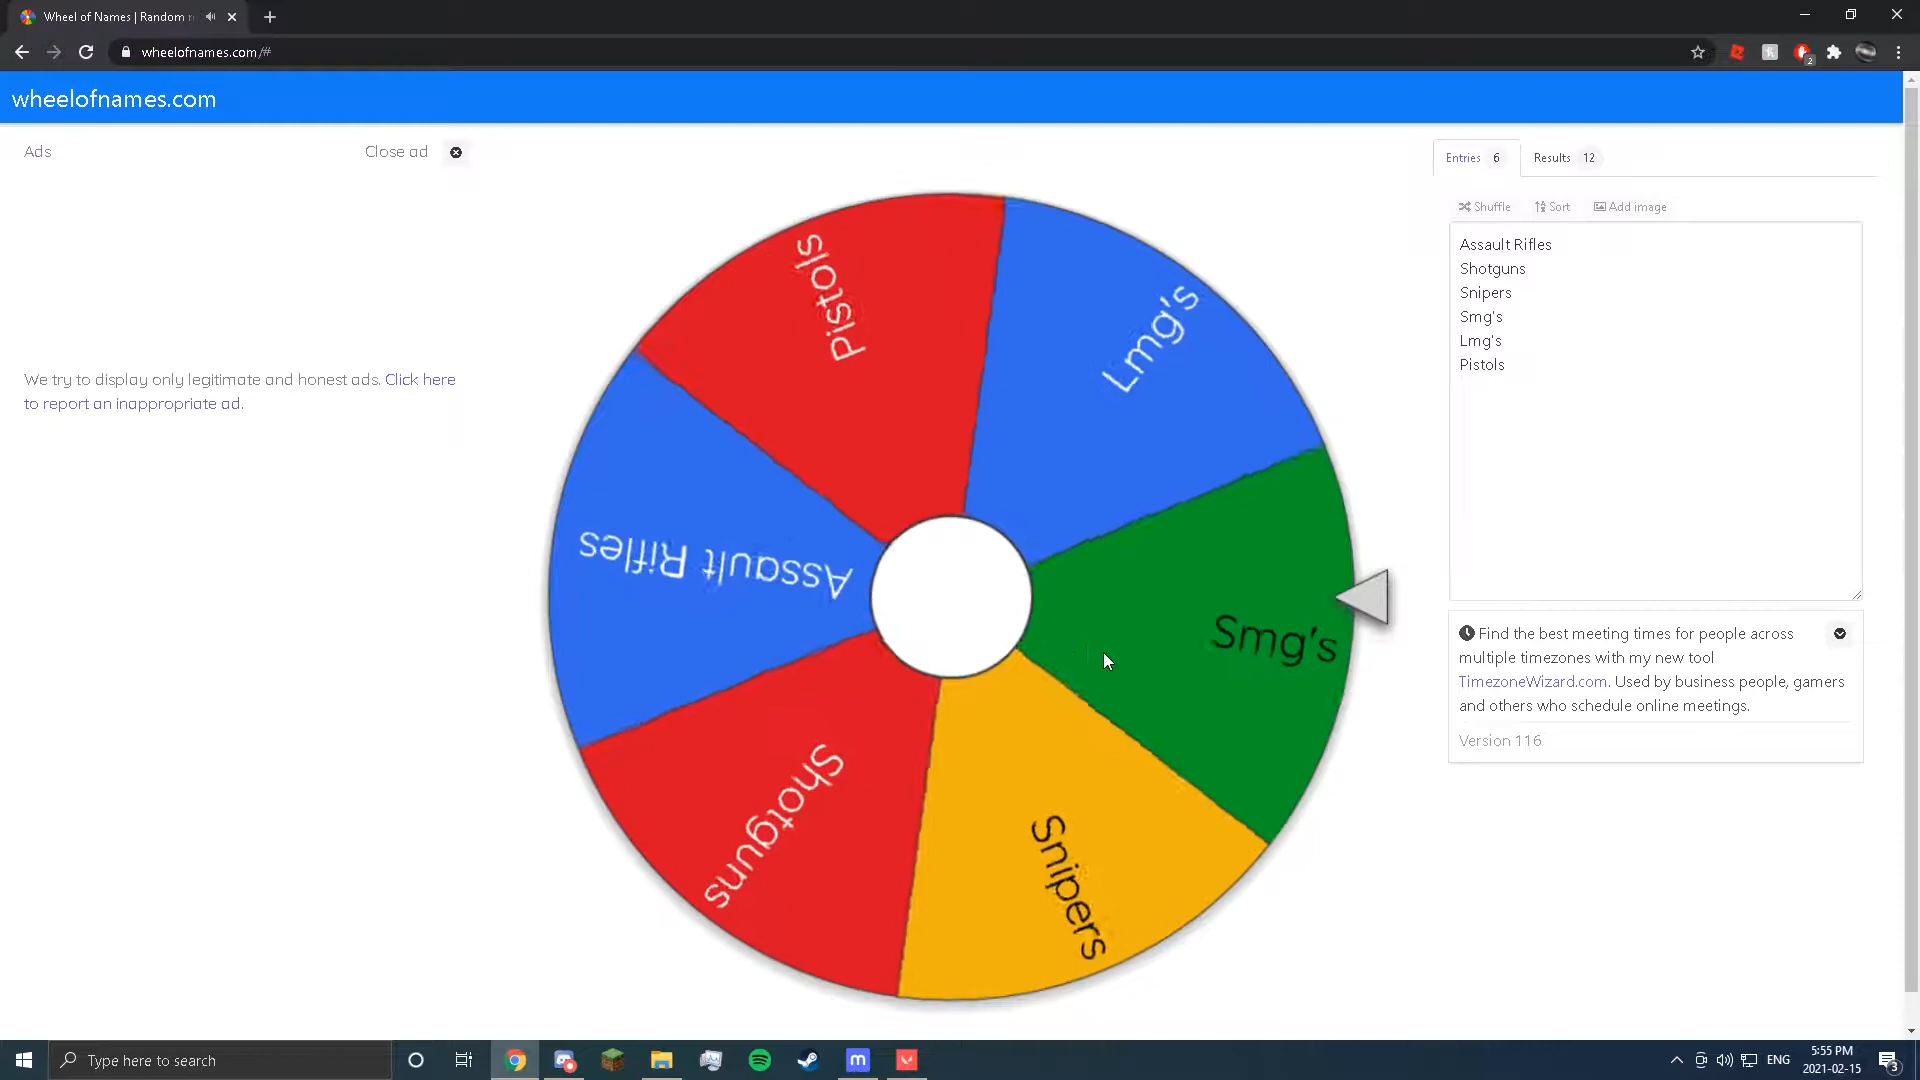 Wheel of Names | Random n
wheelofnames.com/#
2
wheelofnames.com
Ads
Close ad
Entries 6
Results 12
Shuffle
Sort
Add image
Assault Rifles
Shotguns
Snipers
Smg's
Lmg's
Pistols
We try to display only legitimate and honest ads. Click here
to report an inappropriate ad.
Pistols
Lmg's
Smg's
Snipers
Shotguns
Assault Rifles
Find the best meeting times for people across
multiple timezones with my new tool
TimezoneWizard.com. Used by business people, gamers
and others who schedule online meetings.
Version 116
Type here to search
m
ENG
5:55 PM
2021-02-15
3